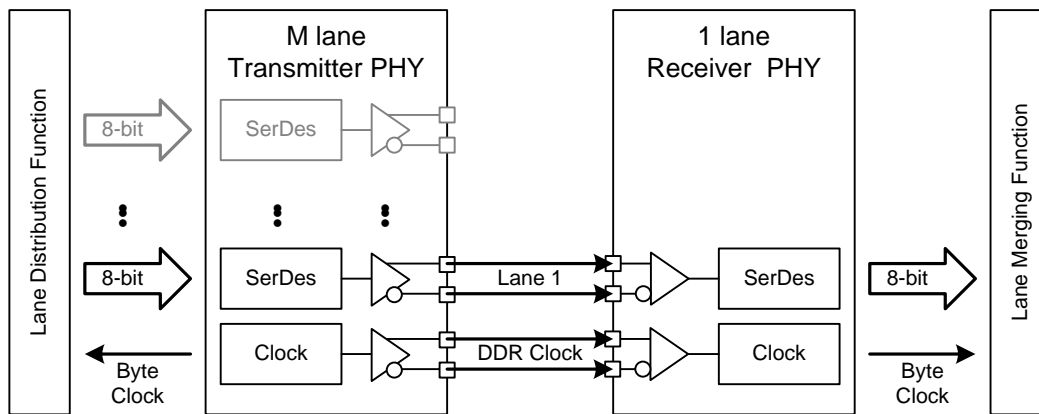 Lane Distribution Function
M lane
Transmitter PHY
1 lane
Receiver PHY
Lane Merging Function
8-bit
SerDes
8-bit
SerDes
Lane 1
SerDes
8-bit
Clock
DDR Clock
Clock
Byte
Clock
Byte
Clock